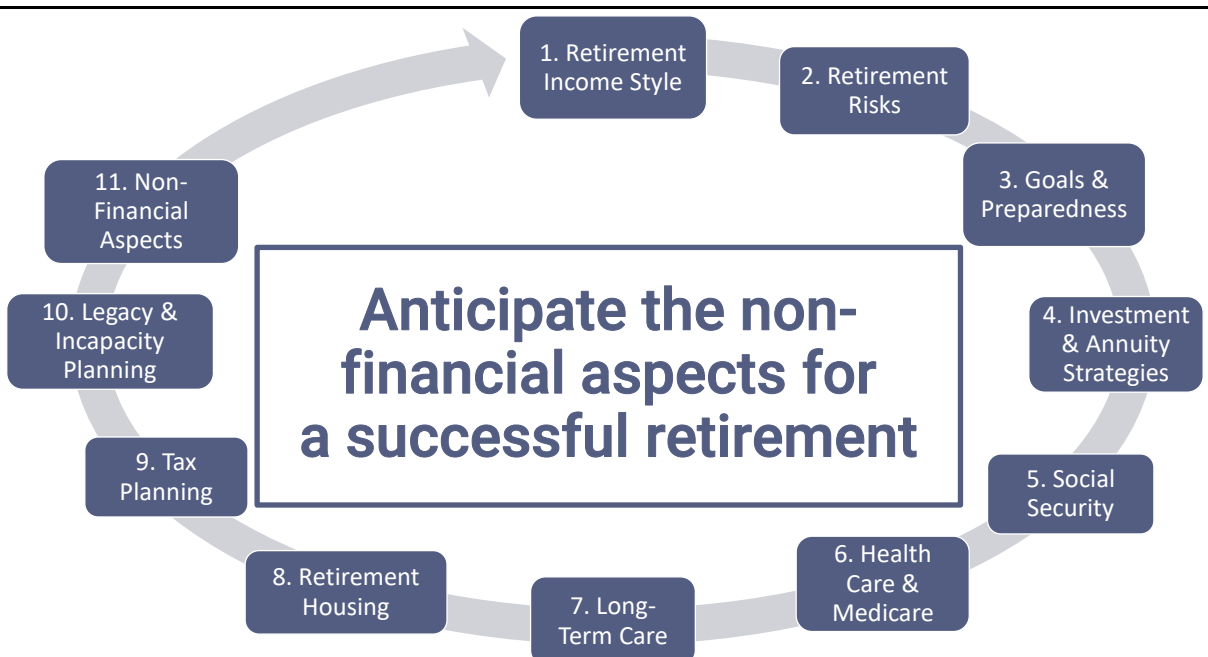 1. Retirement
Income Style
2. Retirement
Risks
3. Goals &
Preparedness
4. Investment
& Annuity
Strategies
5. Social
Security
6. Health
Care &
Medicare
7. Long-
Term Care
8. Retirement
Housing
9. Tax
Planning
10. Legacy &
Incapacity
Planning
11. Non-
Financial
Aspects
Anticipate the non-
financial aspects for
a successful retirement